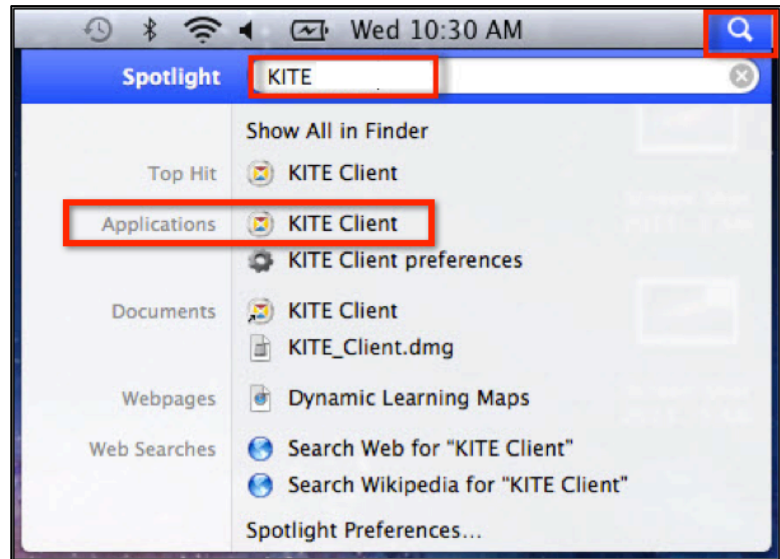 Wed 10:30 AM
Spotlight KITE
Show All in Finder
Top Hit KITE Client
Applications KITE Client
KITE Client preferences
Documents KITE Client
KITE_Client.dmg
Webpages Dynamic Learning Maps
Web Searches Search Web for "KITE Client"
Search Wikipedia for "KITE Client"
Spotlight Preferences...